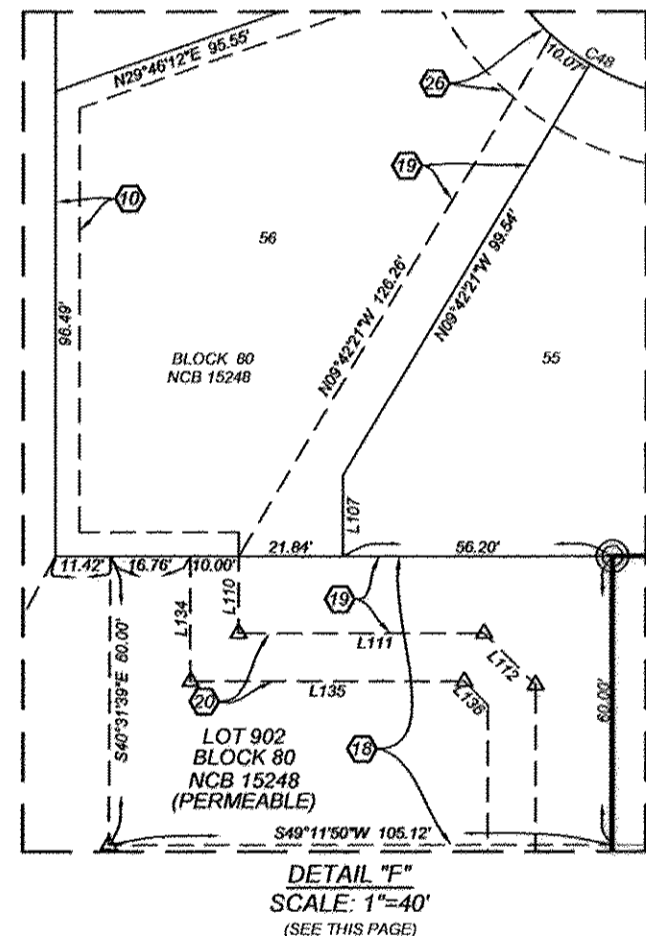 N29°46'12"E 95.55'
10.07'
C48
26
19
10
56
N09°42'21"W 126.26'
N09°42'21"W 99.54'
96.49'
BLOCK 80
NCB 15248
55
L107
11.42'
16.76'
10.00'
21.84'
56.20'
L134
L110
19
L111
L112
S40°31'39"E 60.00'
L135
L136
20
60.00'
LOT 902
BLOCK 80
NCB 15248
(PERMEABLE)
18
S49°11'50"W 105.12'
DETAIL "F"
SCALE: 1"=40'
(SEE THIS PAGE)